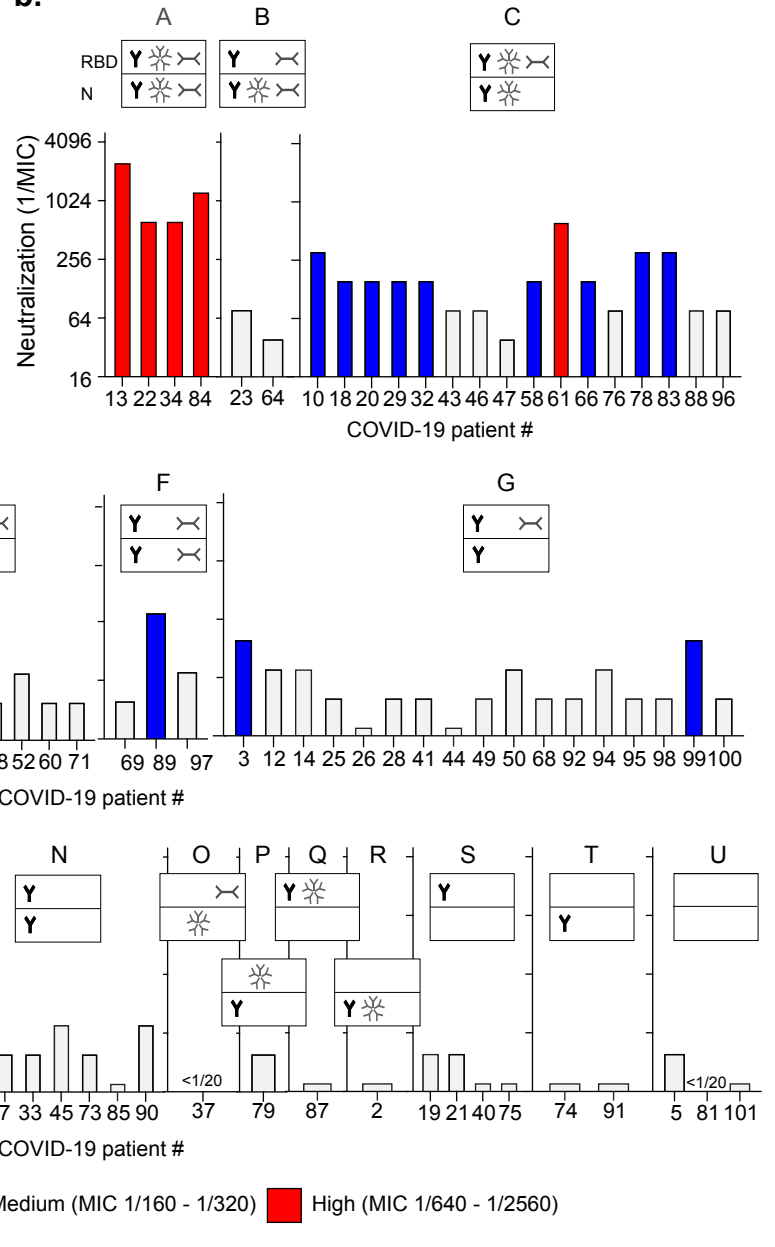 b.
A B C
RBD
N
Neutralization (1/MIC)
4096
1024
256
64
16
13 22 34 84 23 64 10 18 20 29 32 43 46 47 58 61 66 76 78 83 88 96
COVID-19 patient #
F G
52 60 71 69 89 97 3 12 14 25 26 28 41 44 49 50 68 92 94 95 98 99 100
COVID-19 patient #
N O P Q R S T U
<1/20 <1/20
7 33 45 73 85 90 37 79 87 2 19 21 40 75 74 91 5 81 101
COVID-19 patient #
Medium (MIC 1/160 - 1/320) High (MIC 1/640 - 1/2560)